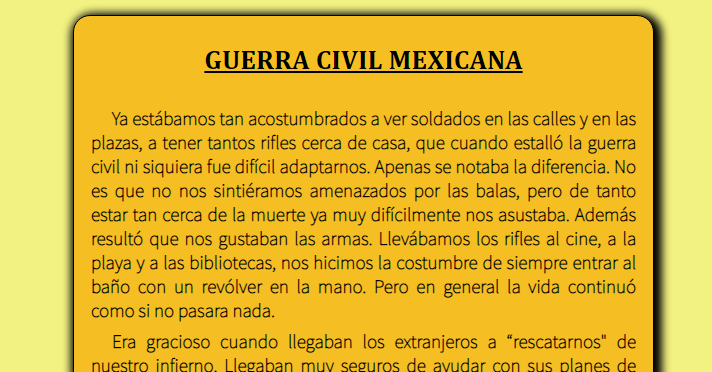 GUERRA CIVIL MEXICANA
Ya estábamos tan acostumbrados a ver soldados en las calles y en las
plazas, a tener tantos rifles cerca de casa, que cuando estalló la guerra
civil ni siquiera fue difícil adaptarnos. Apenas se notaba la diferencia. No
es que no nos sintiéramos amenazados por las balas, pero de tanto
estar tan cerca de la muerte ya muy difícilmente nos asustaba. Además
resultó que nos gustaban las armas. Llevábamos los rifles al cine, a la
playa y a las bibliotecas, nos hicimos la costumbre de siempre entrar al
baño con un revólver en la mano. Pero en general la vida continuó
como si no pasara nada.
Era gracioso cuando llegaban los extranjeros a “rescatarnos" de
nuestro infierno. Llegaban muy seguros de ayudar con sus planes de